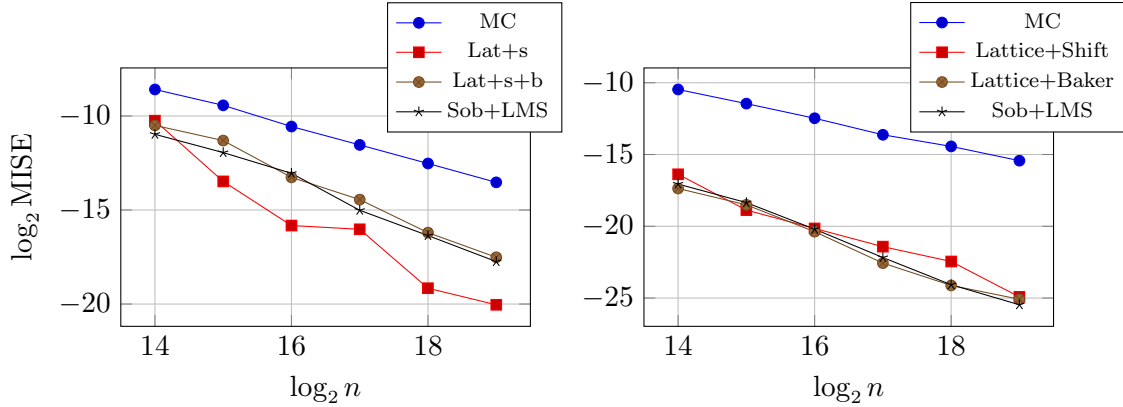 MC
Lat+s
Lat+s+b
Sob+LMS
−10
−15
−20
14
16
18
log₂ n
log₂ MISE
MC
Lattice+Shift
Lattice+Baker
Sob+LMS
−10
−15
−20
−25
14
16
18
log₂ n